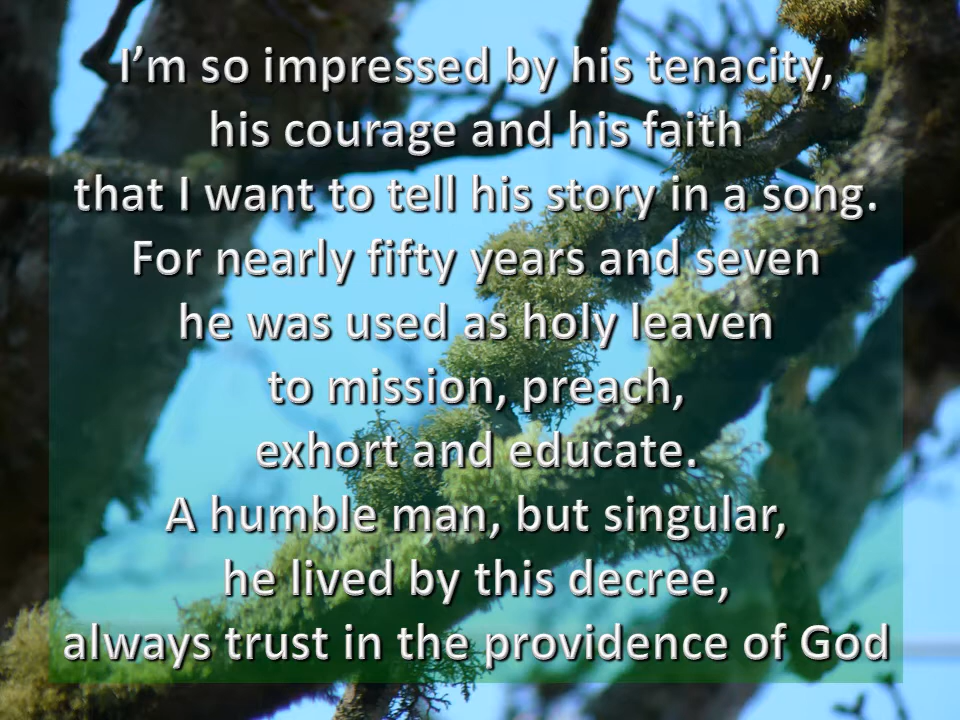 I’m so impressed by his tenacity,
his courage and his faith
that I want to tell his story in a song.
For nearly fifty years and seven
he was used as holy leaven
to mission, preach,
exhort and educate.
A humble man, but singular,
he lived by this decree,
always trust in the providence of God